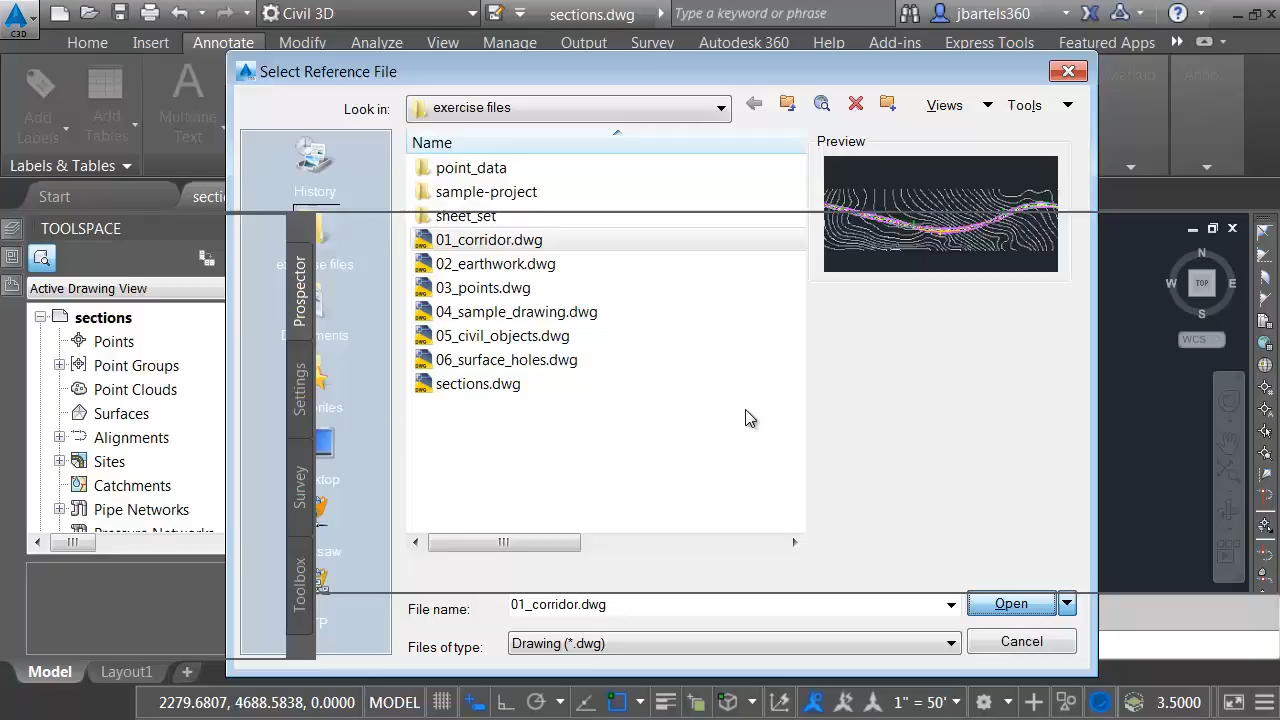 C3D
Civil 3D
sections.dwg
Type a keyword or phrase
jbartels360
Home Insert Annotate Modify Analyze View Manage Output Survey Autodesk 360 Help Add-ins Express Tools Featured Apps
Add Labels
Add Tables
Multiline Text
Markup
Anno
Labels & Tables
Start
secti
Select Reference File
Look in: exercise files
Views Tools
Name
Preview
History
point_data
sample-project
sheet_set
01_corridor.dwg
02_earthwork.dwg
03_points.dwg
04_sample_drawing.dwg
05_civil_objects.dwg
06_surface_holes.dwg
sections.dwg
File name: 01_corridor.dwg
Open
Files of type: Drawing (*.dwg)
Cancel
TOOLSPACE
Active Drawing View
sections
Points
Point Groups
Point Clouds
Surfaces
Alignments
Sites
Catchments
Pipe Networks
Prospector
Settings
Survey
Toolbox
N
W TOP E
S
WCS
Model Layout1 +
2279.6807, 4688.5838, 0.0000 MODEL 1" = 50' 3.5000